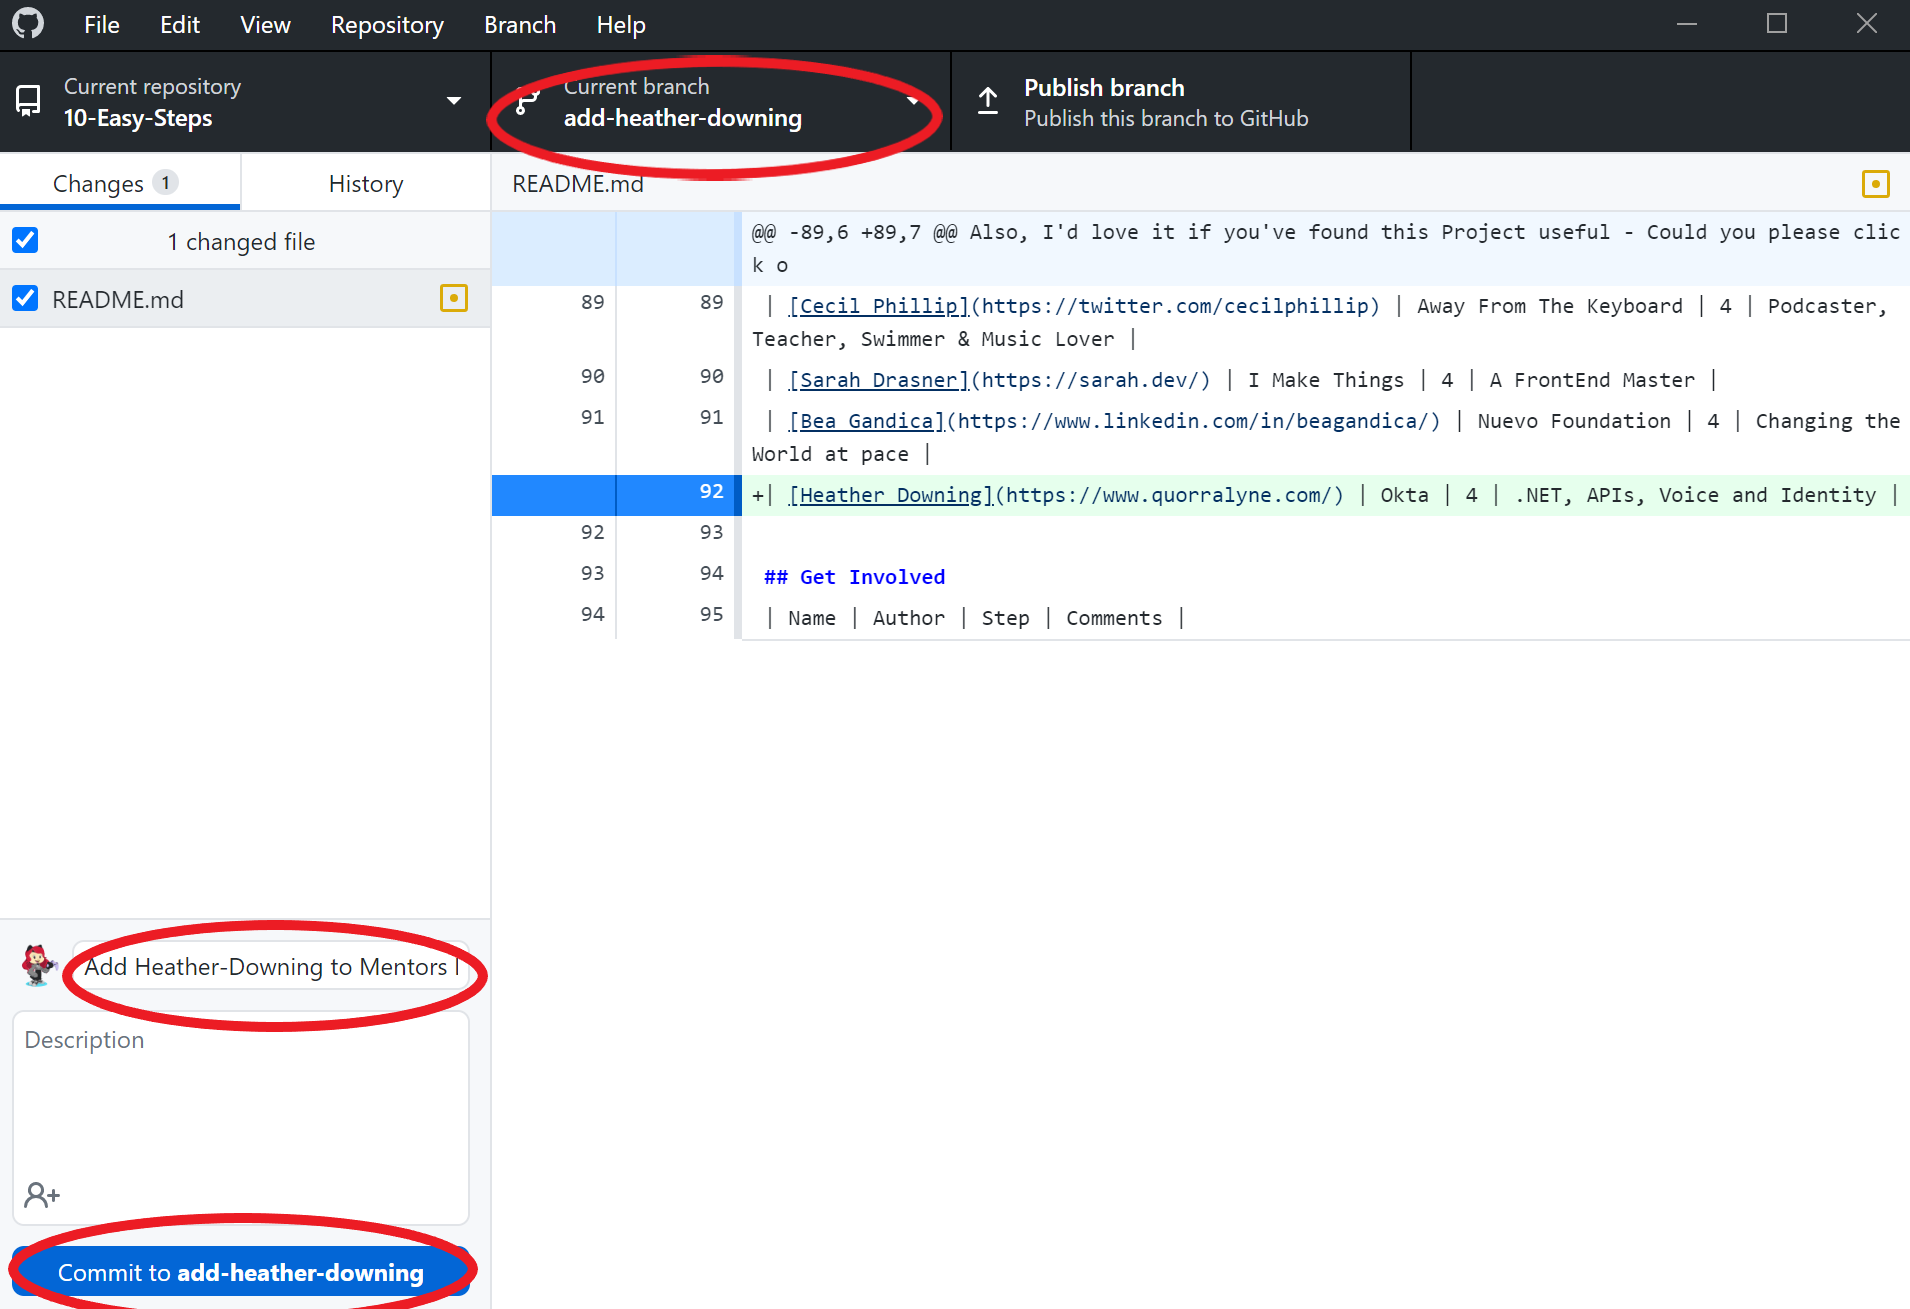 File Edit View Repository Branch Help
Current repository
10-Easy-Steps
Current branch
add-heather-downing
Publish branch
Publish this branch to GitHub
Changes 1
History
README.md
1 changed file
README.md
@@ -89,6 +89,7 @@ Also, I'd love it if you've found this Project useful - Could you please clic
k o
89 89 | [Cecil Phillip](https://twitter.com/cecilphillip) | Away From The Keyboard | 4 | Podcaster,
Teacher, Swimmer & Music Lover |
90 90 | [Sarah Drasner](https://sarah.dev/) | I Make Things | 4 | A FrontEnd Master |
91 91 | [Bea Gandica](https://www.linkedin.com/in/beagandica/) | Nuevo Foundation | 4 | Changing the
World at pace |
92 +| [Heather Downing](https://www.quorralyne.com/) | Okta | 4 | .NET, APIs, Voice and Identity |
92 93
93 94 ## Get Involved
94 95 | Name | Author | Step | Comments |
Add Heather-Downing to Mentors
Description
Commit to add-heather-downing